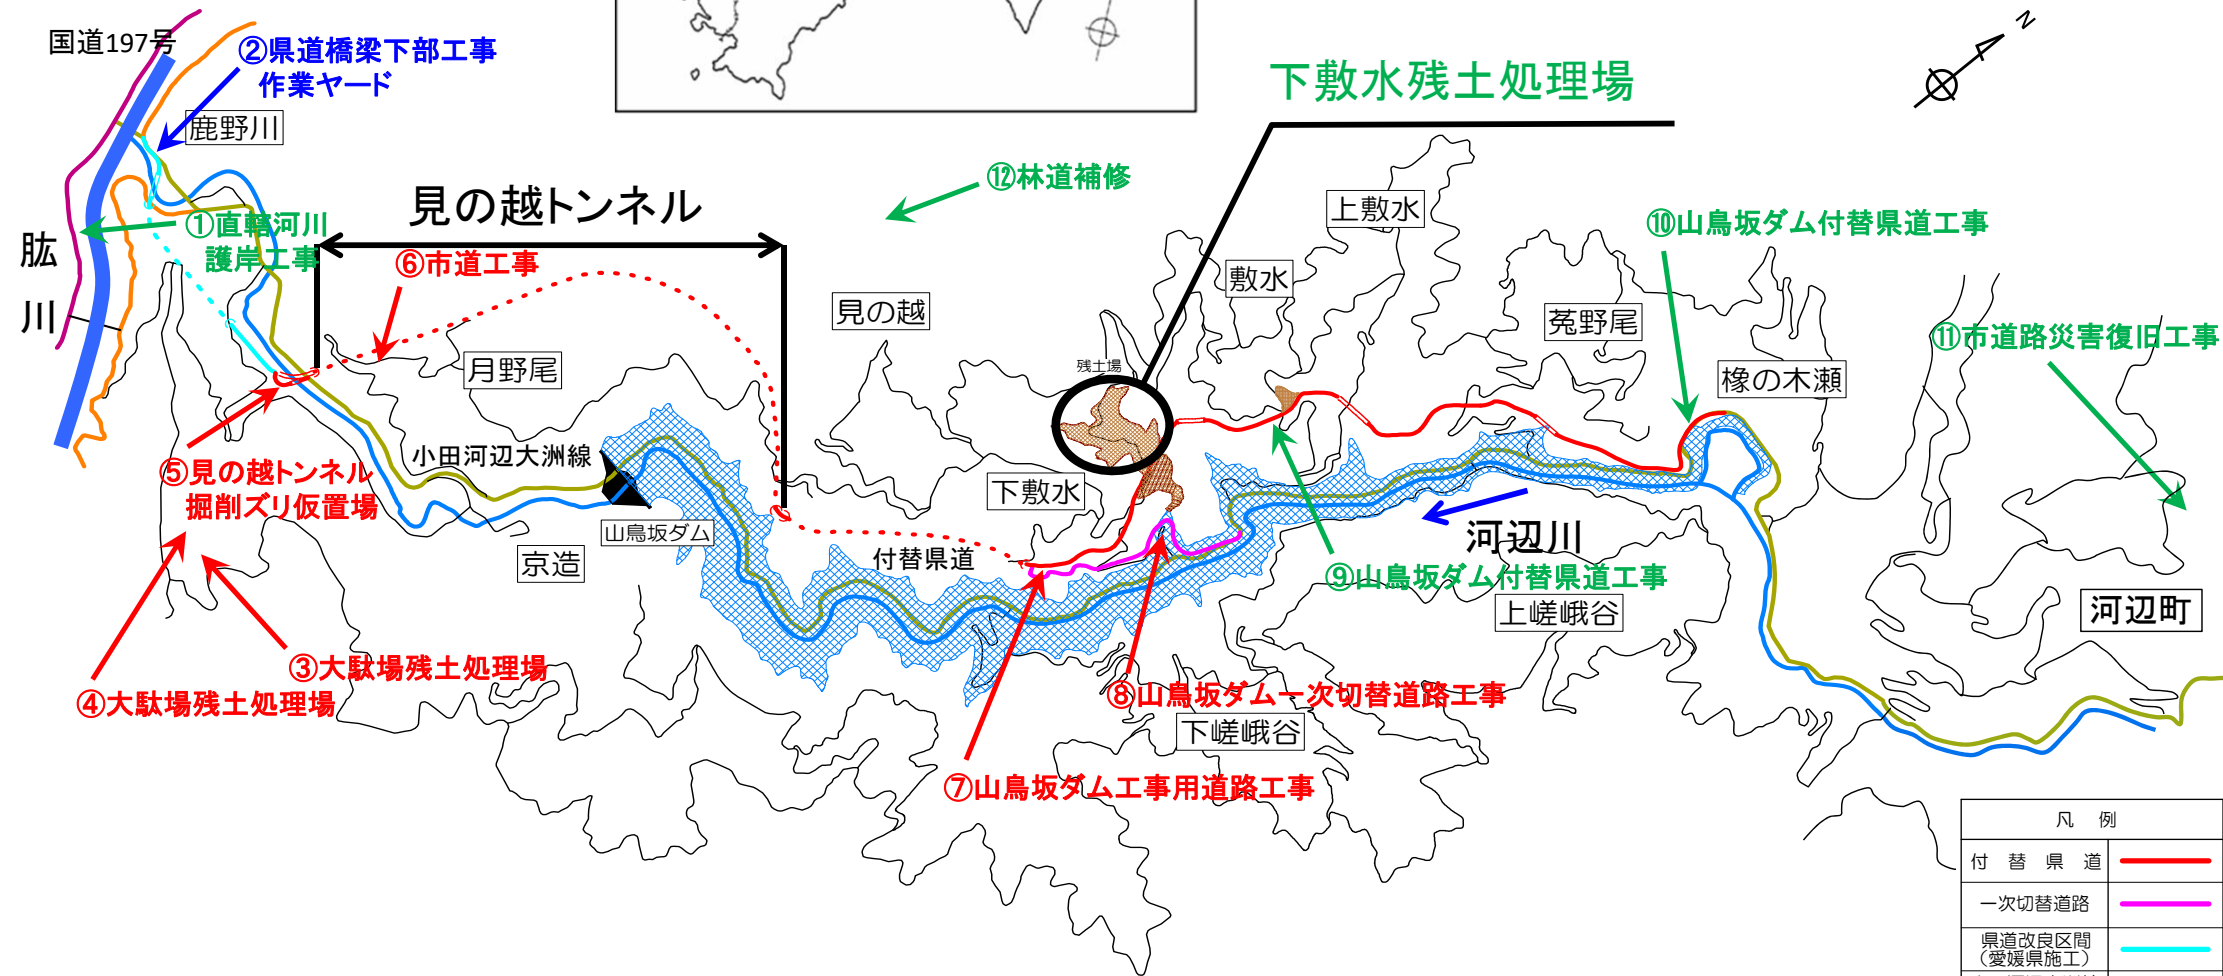 国道197号
②県道橋梁下部工事
作業ヤード
鹿野川
N
下敷水残土処理場
⑫林道補修
見の越トンネル
上敷水
⑩山鳥坂ダム付替県道工事
①直轄河川
護岸工事
肱川
⑥市道工事
敷水
見の越
菟野尾
⑪市道路災害復旧工事
月野尾
残土場
橡の木瀬
小田河辺大洲線
⑤見の越トンネル
掘削ズリ仮置場
下敷水
山鳥坂ダム
河辺川
京造
付替県道
⑨山鳥坂ダム付替県道工事
上嵯峨谷
河辺町
③大駄場残土処理場
④大駄場残土処理場
⑧山鳥坂ダム一次切替道路工事
下嵯峨谷
⑦山鳥坂ダム工事用道路工事
凡 例
付 替 県 道
一次切替道路
県道改良区間
（愛媛県施工）